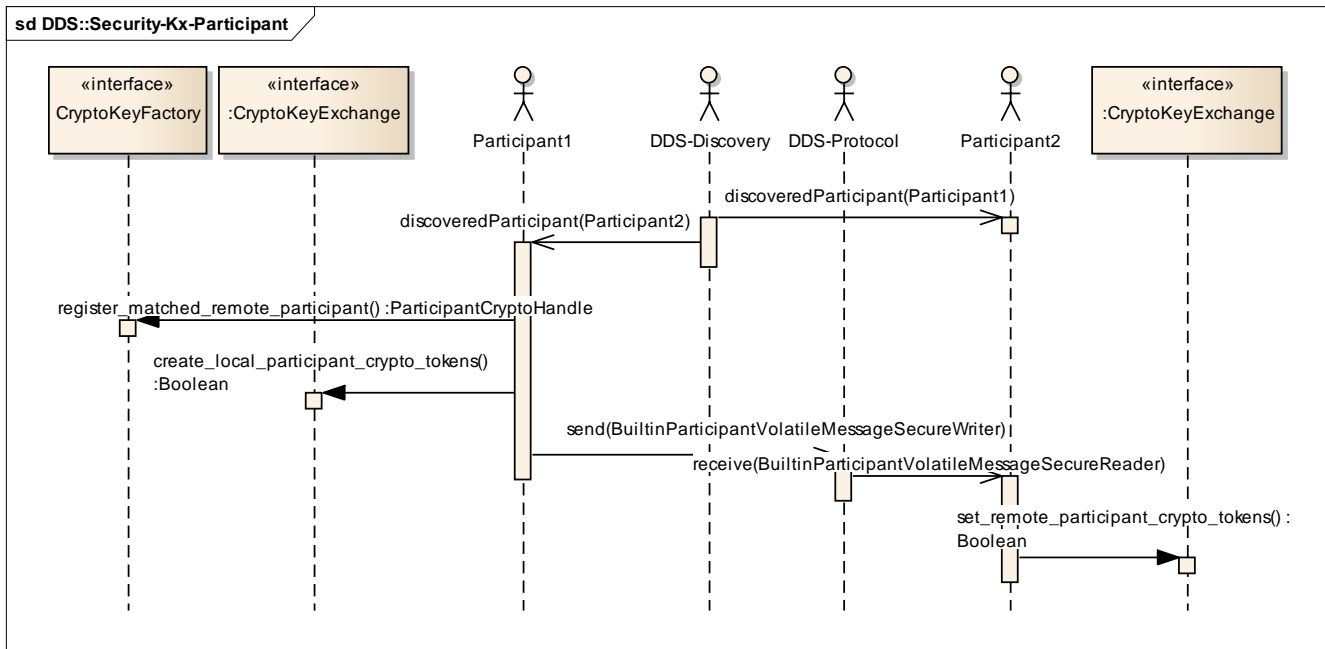 sd DDS::Security-Kx-Participant
«interface»
CryptoKeyFactory
«interface»
:CryptoKeyExchange
Participant1
DDS-Discovery
DDS-Protocol
Participant2
«interface»
:CryptoKeyExchange
discoveredParticipant(Participant1)
discoveredParticipant(Participant2)
register_matched_remote_participant() :ParticipantCryptoHandle
create_local_participant_crypto_tokens()
:Boolean
send(BuiltinParticipantVolatileMessageSecureWriter)
receive(BuiltinParticipantVolatileMessageSecureReader)
set_remote_participant_crypto_tokens() :
Boolean